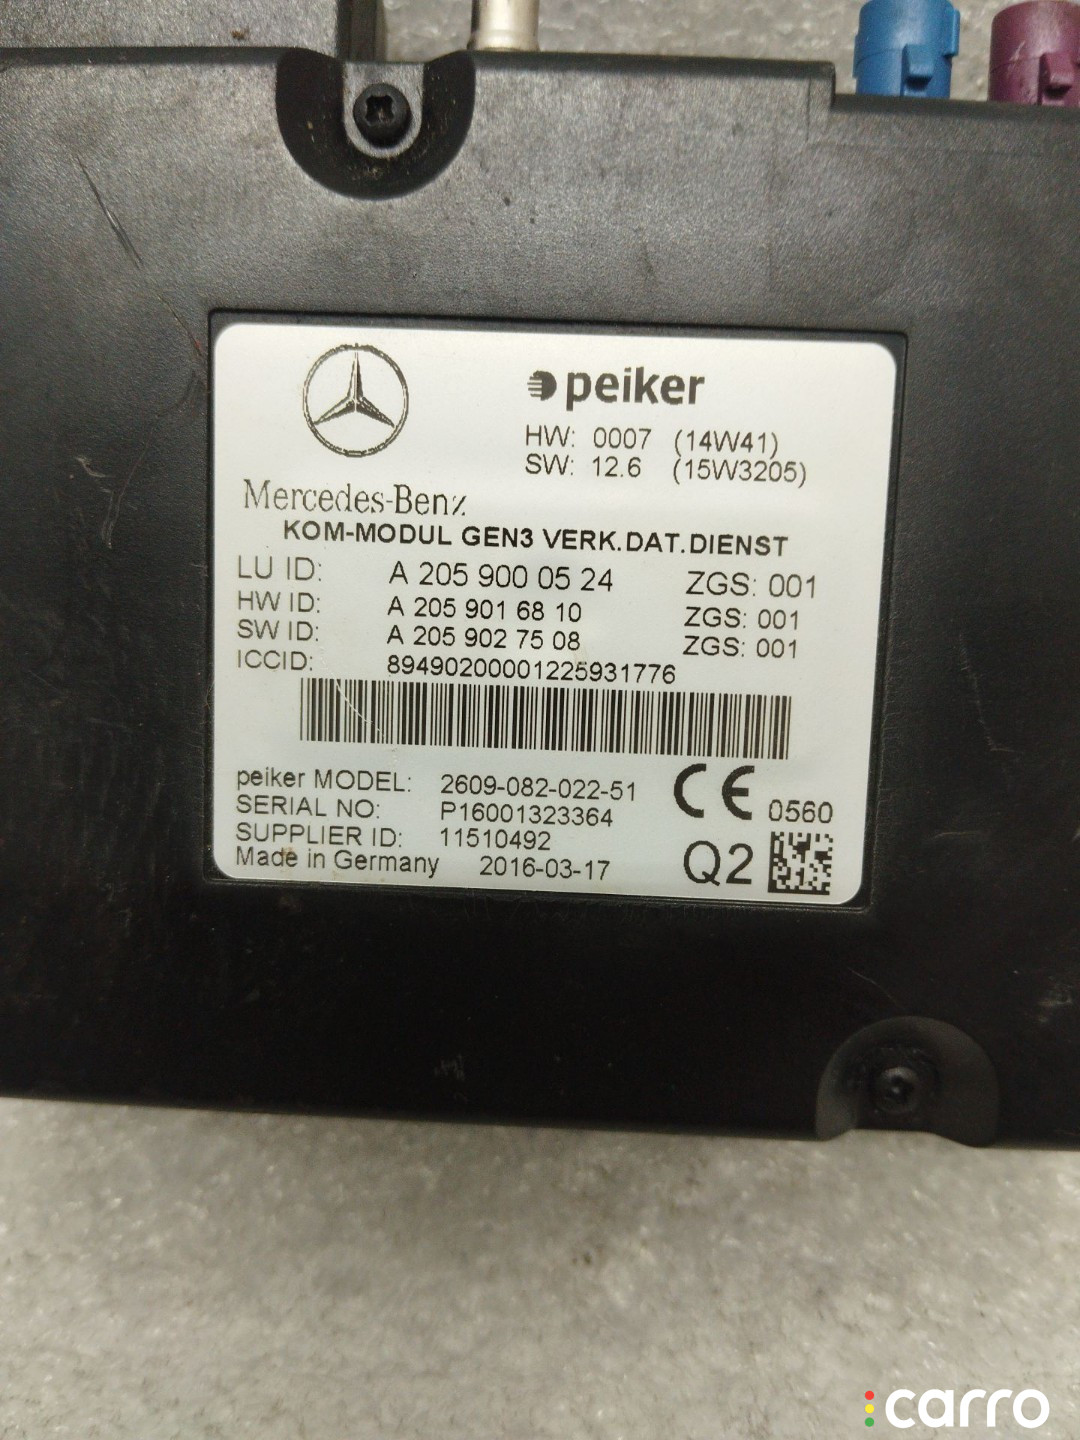 peiker
HW: 0007 (14W41)
SW: 12.6 (15W3205)
Mercedes-Benz
KOM-MODUL GEN3 VERK.DAT.DIENST
LU ID: A 205 900 05 24 ZGS: 001
HW ID: A 205 901 68 10 ZGS: 001
SW ID: A 205 902 75 08 ZGS: 001
ICCID: 89490200001225931776
peiker MODEL: 2609-082-022-51
SERIAL NO: P16001323364
CE 0560
SUPPLIER ID: 11510492
Made in Germany 2016-03-17
Q2
carro